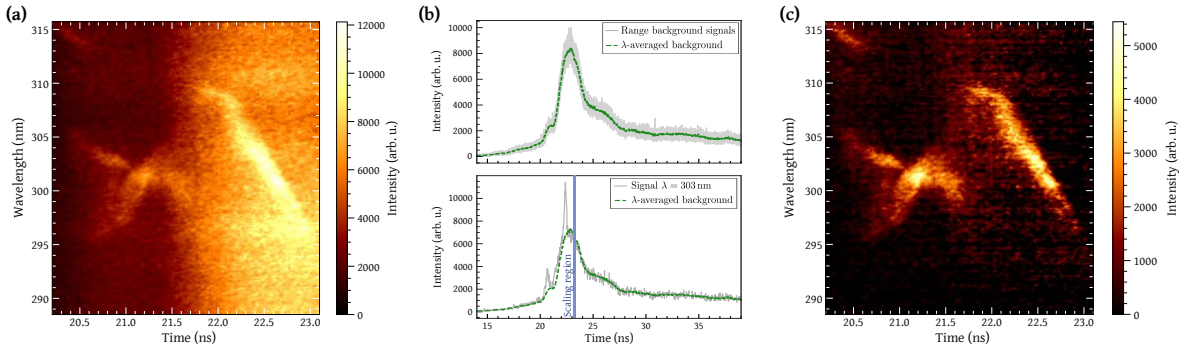 (a)
315
310
305
300
295
290
Wavelength (nm)
20.5 21.0 21.5 22.0 22.5 23.0
Time (ns)
12000
10000
8000
6000
4000
2000
0
Intensity (arb. u.)
(b)
10000
8000
6000
4000
2000
0
Intensity (arb. u.)
Range background signals
λ-averaged background
10000
8000
6000
4000
2000
0
Intensity (arb. u.)
Signal λ = 303 nm
λ-averaged background
Scaling region
15 20 25 30 35
Time (ns)
(c)
315
310
305
300
295
290
Wavelength (nm)
20.5 21.0 21.5 22.0 22.5 23.0
Time (ns)
5000
4000
3000
2000
1000
0
Intensity (arb. u.)